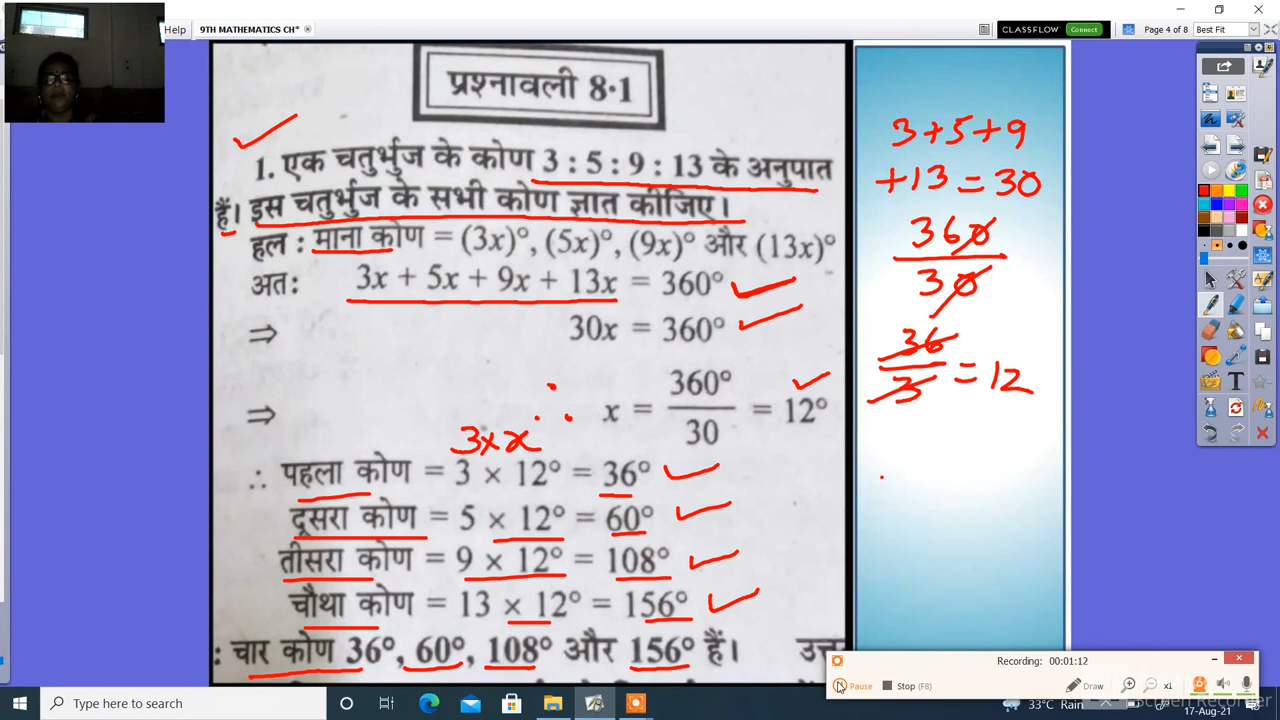 Help
9TH MATHEMATICS CH*
CLASSFLOW Connect
Page 4 of 8
Best Fit
प्रश्नावली 8·1
1. एक चतुर्भुज के कोण 3 : 5 : 9 : 13 के अनुपात
हैं। इस चतुर्भुज के सभी कोण ज्ञात कीजिए।
हल : माना कोण = (3x)°, (5x)°, (9x)° और (13x)°
अतः 3x + 5x + 9x + 13x = 360°
⇒ 30x = 360°
⇒ x = 360° / 30 = 12°
3×x
∴ पहला कोण = 3 × 12° = 36°
दूसरा कोण = 5 × 12° = 60°
तीसरा कोण = 9 × 12° = 108°
चौथा कोण = 13 × 12° = 156°
: चार कोण 36°, 60°, 108° और 156° हैं। उत्त
3+5+9
+13=30
360
30
36
3 =12
Recording: 00:01:12
Pause Stop (F8) x1 Draw
Screen Recorder
Type here to search
33°C Rain
17-Aug-21